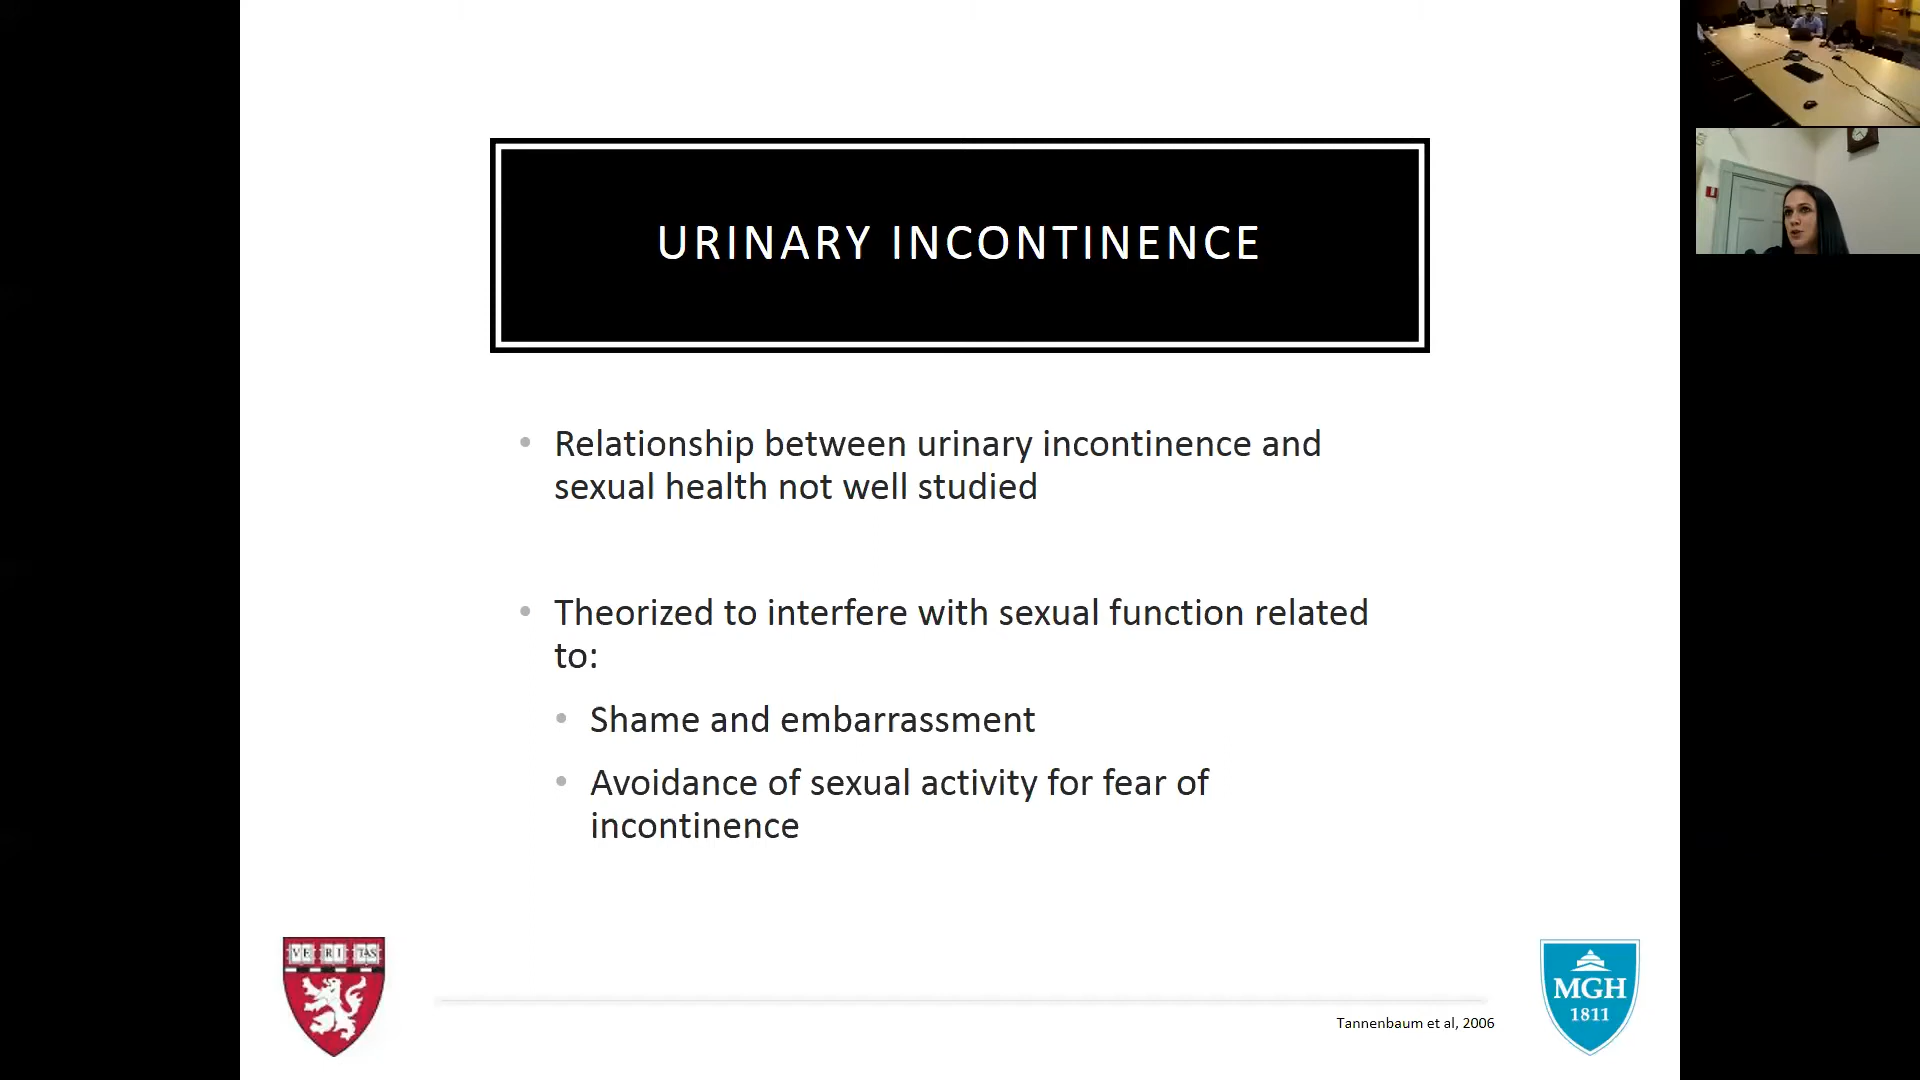 URINARY INCONTINENCE
• Relationship between urinary incontinence and
sexual health not well studied
• Theorized to interfere with sexual function related
to:
• Shame and embarrassment
• Avoidance of sexual activity for fear of
incontinence
VE RI TAS
MGH
1811
Tannenbaum et al, 2006